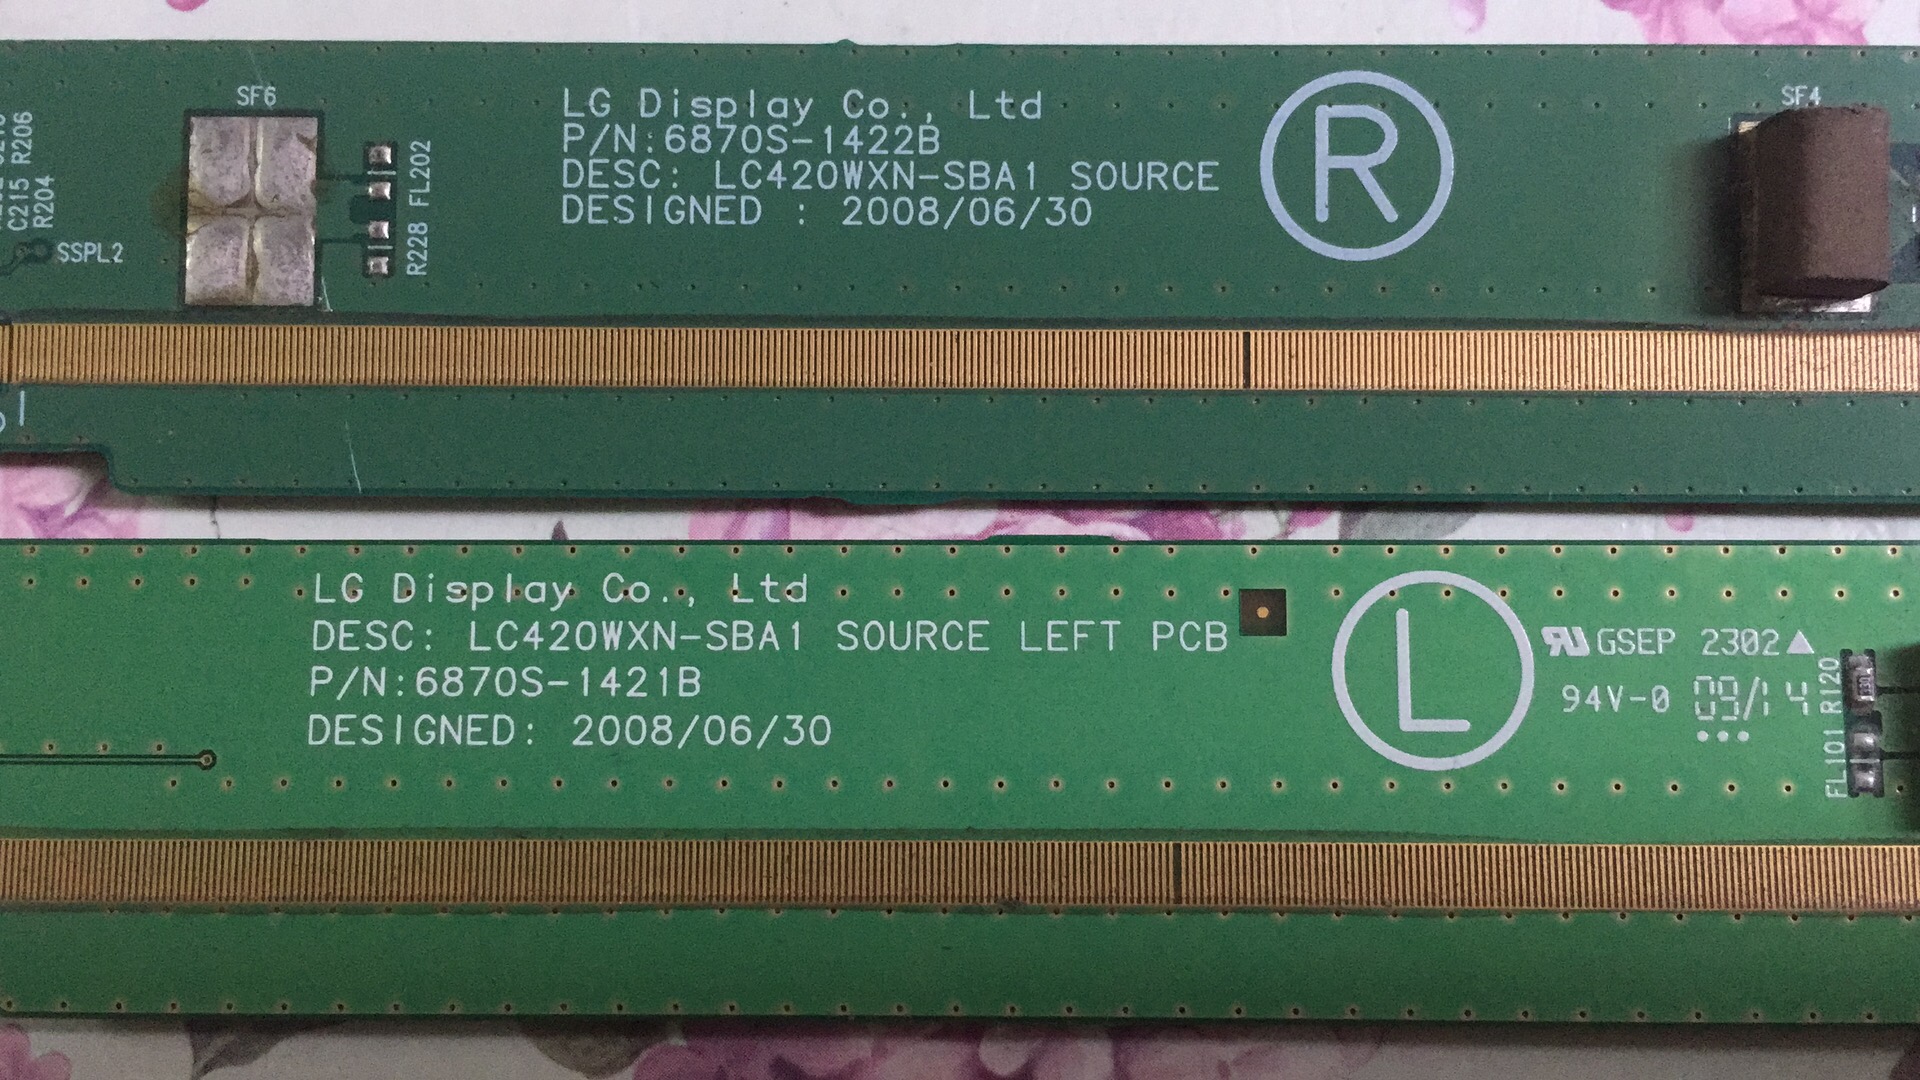 SF6
LG Display Co., Ltd
P/N:6870S-1422B
DESC: LC420WXN-SBA1 SOURCE
DESIGNED : 2008/06/30
R
SF4
C215 R206
R204
SSPL2
R228 FL202
LG Display Co., Ltd
DESC: LC420WXN-SBA1 SOURCE LEFT PCB
P/N:6870S-1421B
DESIGNED: 2008/06/30
L
GSEP 2302
94V-0 09/14
FL101 R120